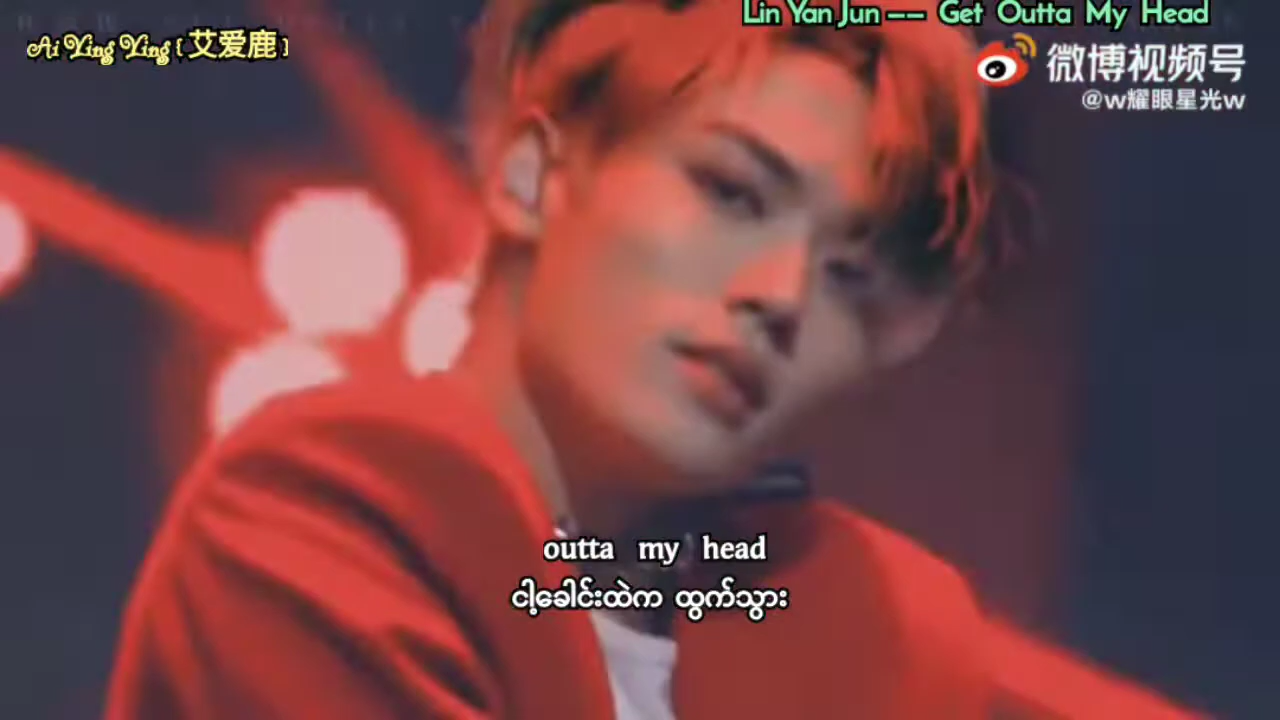 Lin Yan Jun —— Get Outta My Head
Ai Ying Ying { 艾爱鹿 }
微博视频号
@w耀眼星光w
outta my head
ငါ့ခေါင်းထဲက ထွက်သွား